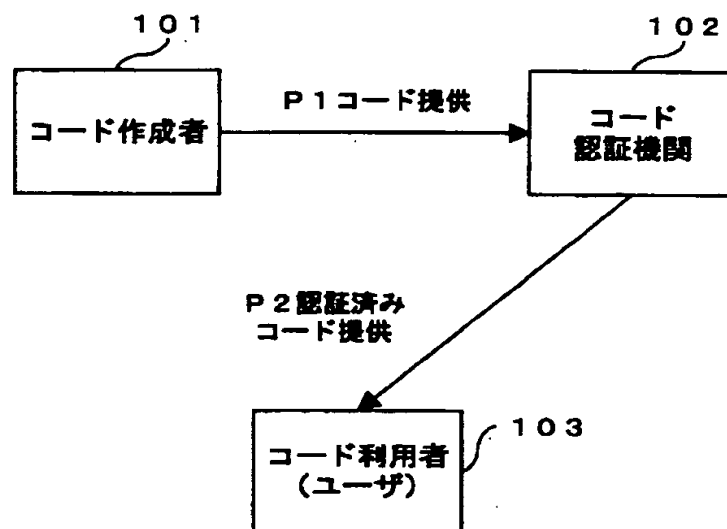 101
コード作成者
P1コード提供
102
コード
認証機関
P2認証済み
コード提供
103
コード利用者
(ユーザ)